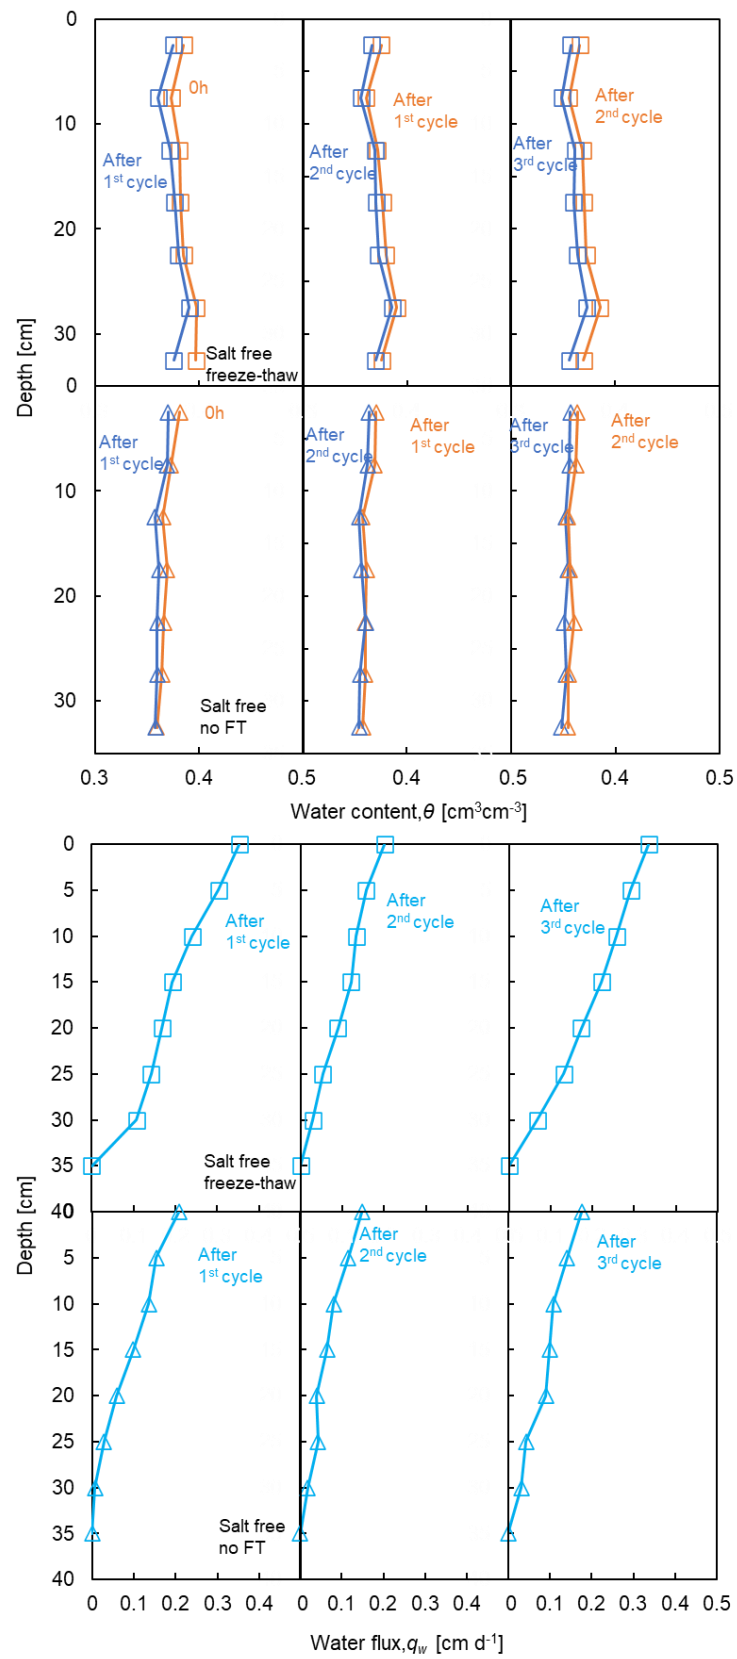 0
0h
After
1st cycle
After
1st cycle
10
After
2nd cycle
After
2nd cycle
After
3rd cycle
20
30
Salt free
freeze-thaw
Depth [cm]
0
0h
After
1st cycle
After
2nd cycle
After
1st cycle
After
3rd cycle
After
2nd cycle
10
20
30
Salt free
no FT
0.3 0.4 0.5 0.4 0.5 0.4 0.5
Water content,θ [cm³cm⁻³]
0
5
After
1st cycle
After
2nd cycle
After
3rd cycle
10
15
20
25
30
35
Salt free
freeze-thaw
Depth [cm]
40
0
After
1st cycle
After
2nd cycle
After
3rd cycle
5
10
15
20
25
30
35
Salt free
no FT
40
0 0.1 0.2 0.3 0.4 0 0.1 0.2 0.3 0.4 0 0.1 0.2 0.3 0.4 0.5
Water flux,qw [cm d⁻¹]